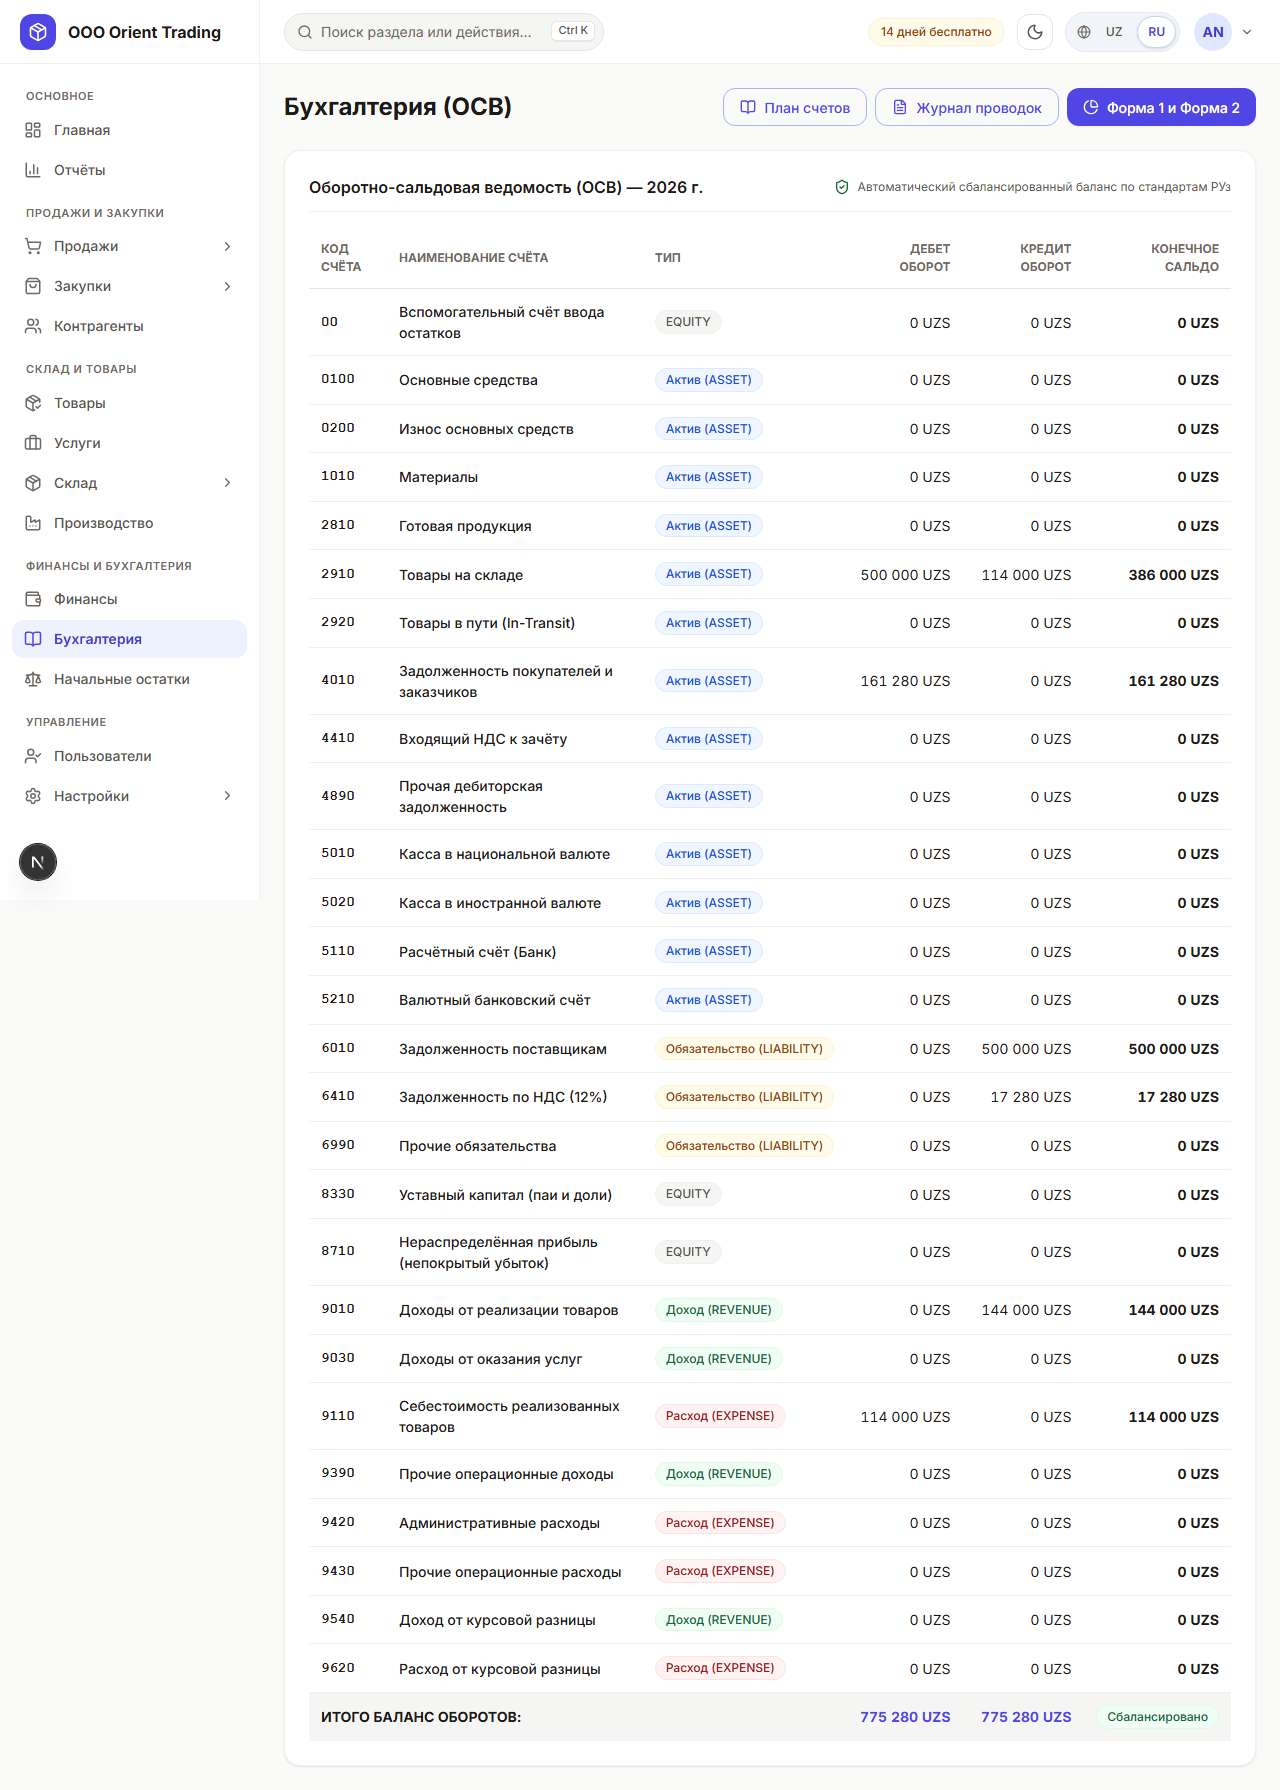 ООО Orient Trading
Поиск раздела или действия...
Ctrl K
14 дней бесплатно
UZ
RU
AN
ОСНОВНОЕ
Главная
Отчёты
ПРОДАЖИ И ЗАКУПКИ
Продажи
Закупки
Контрагенты
СКЛАД И ТОВАРЫ
Товары
Услуги
Склад
Производство
ФИНАНСЫ И БУХГАЛТЕРИЯ
Финансы
Бухгалтерия
Начальные остатки
УПРАВЛЕНИЕ
Пользователи
Настройки
N
Бухгалтерия (ОСВ)
План счетов
Журнал проводок
Форма 1 и Форма 2
Оборотно-сальдовая ведомость (ОСВ) — 2026 г.
Автоматический сбалансированный баланс по стандартам РУз
КОД СЧЁТА НАИМЕНОВАНИЕ СЧЁТА ТИП ДЕБЕТ ОБОРОТ КРЕДИТ ОБОРОТ КОНЕЧНОЕ САЛЬДО
00 Вспомогательный счёт ввода остатков EQUITY 0 UZS 0 UZS 0 UZS
0100 Основные средства Актив (ASSET) 0 UZS 0 UZS 0 UZS
0200 Износ основных средств Актив (ASSET) 0 UZS 0 UZS 0 UZS
1010 Материалы Актив (ASSET) 0 UZS 0 UZS 0 UZS
2810 Готовая продукция Актив (ASSET) 0 UZS 0 UZS 0 UZS
2910 Товары на складе Актив (ASSET) 500 000 UZS 114 000 UZS 386 000 UZS
2920 Товары в пути (In-Transit) Актив (ASSET) 0 UZS 0 UZS 0 UZS
4010 Задолженность покупателей и заказчиков Актив (ASSET) 161 280 UZS 0 UZS 161 280 UZS
4410 Входящий НДС к зачёту Актив (ASSET) 0 UZS 0 UZS 0 UZS
4890 Прочая дебиторская задолженность Актив (ASSET) 0 UZS 0 UZS 0 UZS
5010 Касса в национальной валюте Актив (ASSET) 0 UZS 0 UZS 0 UZS
5020 Касса в иностранной валюте Актив (ASSET) 0 UZS 0 UZS 0 UZS
5110 Расчётный счёт (Банк) Актив (ASSET) 0 UZS 0 UZS 0 UZS
5210 Валютный банковский счёт Актив (ASSET) 0 UZS 0 UZS 0 UZS
6010 Задолженность поставщикам Обязательство (LIABILITY) 0 UZS 500 000 UZS 500 000 UZS
6410 Задолженность по НДС (12%) Обязательство (LIABILITY) 0 UZS 17 280 UZS 17 280 UZS
6990 Прочие обязательства Обязательство (LIABILITY) 0 UZS 0 UZS 0 UZS
8330 Уставный капитал (паи и доли) EQUITY 0 UZS 0 UZS 0 UZS
8710 Нераспределённая прибыль (непокрытый убыток) EQUITY 0 UZS 0 UZS 0 UZS
9010 Доходы от реализации товаров Доход (REVENUE) 0 UZS 144 000 UZS 144 000 UZS
9030 Доходы от оказания услуг Доход (REVENUE) 0 UZS 0 UZS 0 UZS
9110 Себестоимость реализованных товаров Расход (EXPENSE) 114 000 UZS 0 UZS 114 000 UZS
9390 Прочие операционные доходы Доход (REVENUE) 0 UZS 0 UZS 0 UZS
9420 Административные расходы Расход (EXPENSE) 0 UZS 0 UZS 0 UZS
9430 Прочие операционные расходы Расход (EXPENSE) 0 UZS 0 UZS 0 UZS
9540 Доход от курсовой разницы Доход (REVENUE) 0 UZS 0 UZS 0 UZS
9620 Расход от курсовой разницы Расход (EXPENSE) 0 UZS 0 UZS 0 UZS
ИТОГО БАЛАНС ОБОРОТОВ: 775 280 UZS 775 280 UZS Сбалансировано